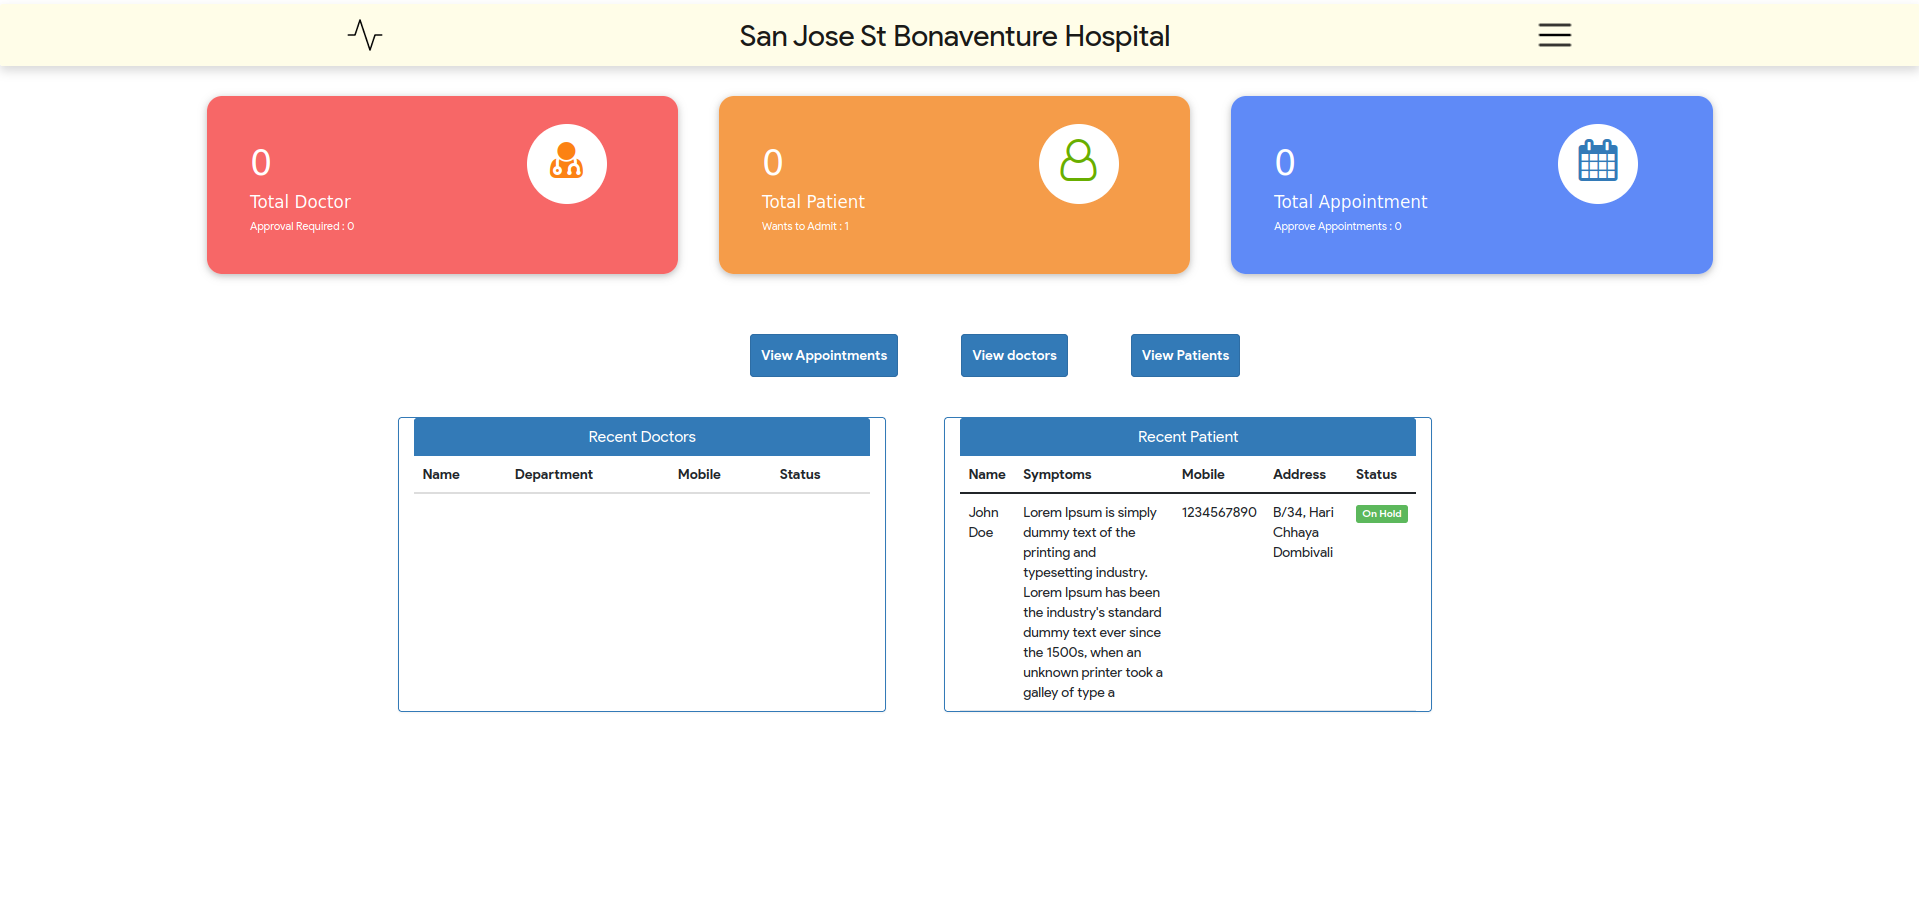 San Jose St Bonaventure Hospital
0
Total Doctor
Approval Required : 0
0
Total Patient
Wants to Admit : 1
0
Total Appointment
Approve Appointments : 0
View Appointments
View doctors
View Patients
Recent Doctors
Name Department Mobile Status
Recent Patient
Name Symptoms Mobile Address Status
John Doe
Lorem Ipsum is simply
dummy text of the
printing and
typesetting industry.
Lorem Ipsum has been
the industry's standard
dummy text ever since
the 1500s, when an
unknown printer took a
galley of type a
1234567890
B/34, Hari
Chhaya
Dombivali
On Hold